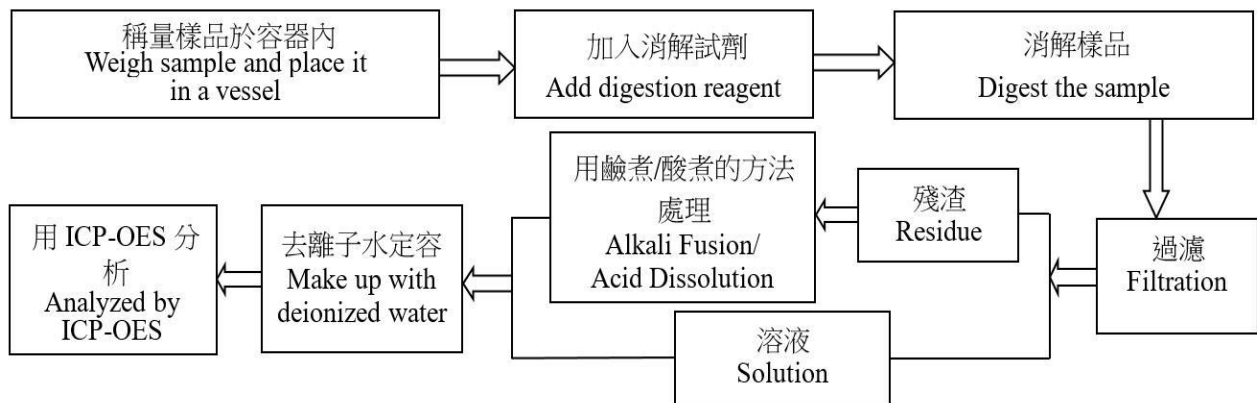 稱量樣品於容器內
Weigh sample and place it
in a vessel
加入消解試劑
Add digestion reagent
消解樣品
Digest the sample
過濾
Filtration
殘渣
Residue
用鹼煮/酸煮的方法
處理
Alkali Fusion/
Acid Dissolution
溶液
Solution
去離子水定容
Make up with
deionized water
用 ICP-OES 分
析
Analyzed by
ICP-OES